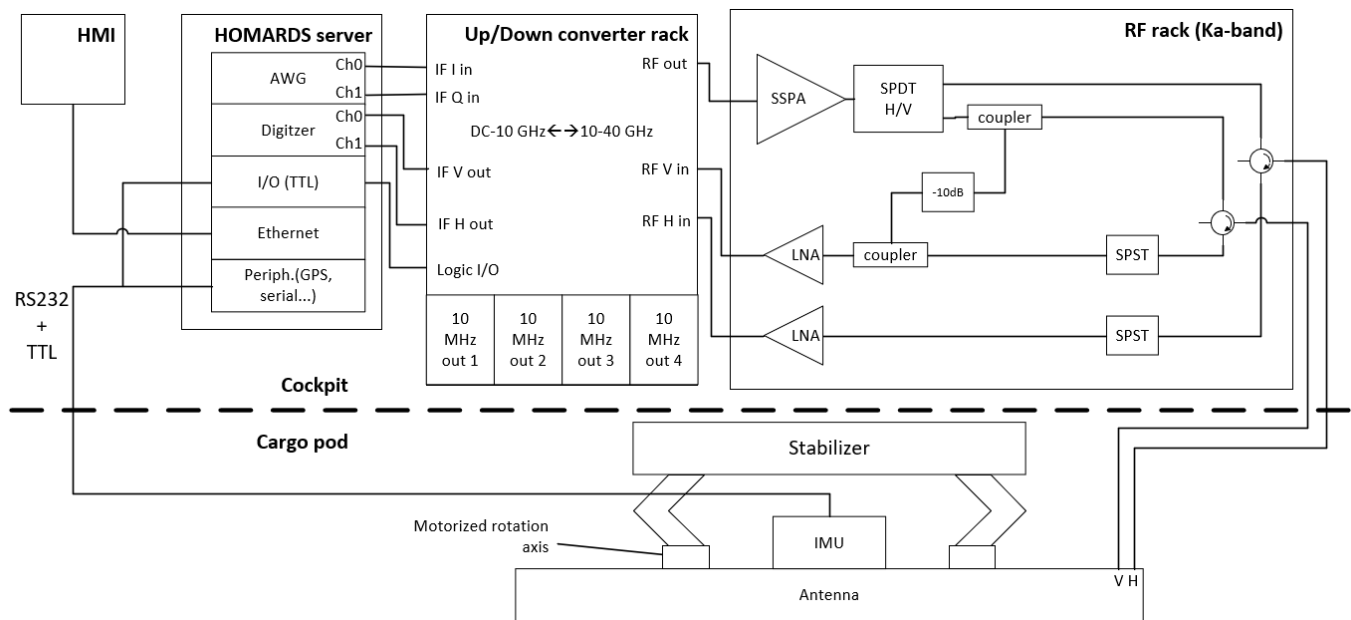 HMI
HOMARDS server
AWG
Ch0
Ch1
Digitzer
Ch0
Ch1
I/O (TTL)
Ethernet
Periph.(GPS,
serial...)
RS232
+
TTL
Up/Down converter rack
IF I in
IF Q in
DC-10 GHz←→10-40 GHz
IF V out
IF H out
Logic I/O
RF out
RF V in
RF H in
10
MHz
out 1
10
MHz
out 2
10
MHz
out 3
10
MHz
out 4
RF rack (Ka-band)
SSPA
SPDT
H/V
coupler
-10dB
LNA
coupler
SPST
LNA
SPST
Cockpit
Cargo pod
Stabilizer
Motorized rotation
axis
IMU
V H
Antenna